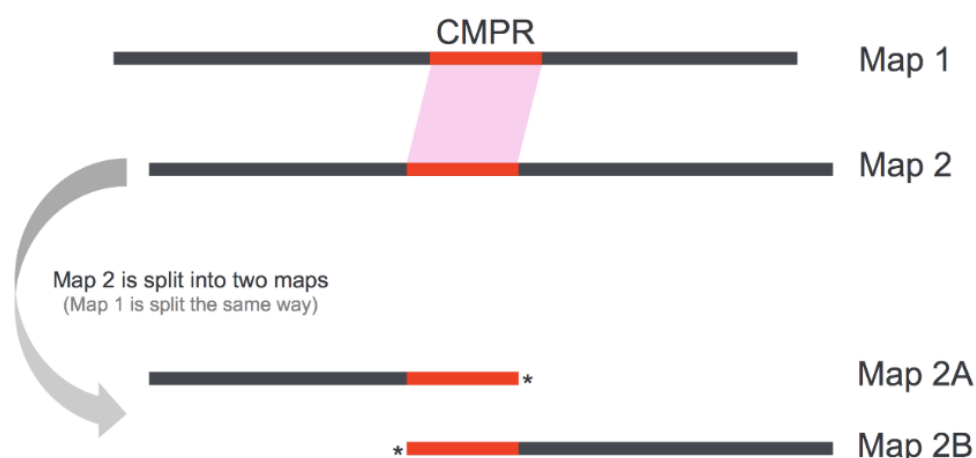 CMPR
Map 1
Map 2
Map 2 is split into two maps
(Map 1 is split the same way)
* Map 2A
* Map 2B